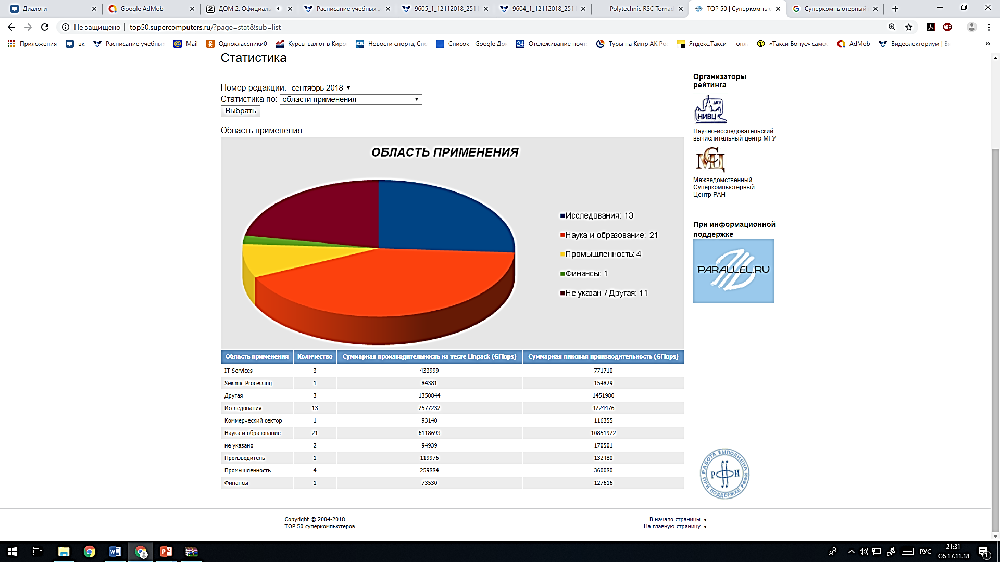 Диалоги
Google AdMob
ДОМ 2. Официаль
Расписание учебных з
9605_1_12112018_2511
9604_1_12112018_2511
Polytechnic RSC Tornad
TOP 50 | Суперкомпьк
Суперкомпьютерный
Не защищено | top50.supercomputers.ru/?page=stat&sub=list
Приложения
вк
Расписание учебны
Mail
Одноклассники0
Курсы валют в Киро
Новости спорта, Спо
Список - Google До
Отслеживание почт
Туры на Кипр АК Ро
Яндекс.Такси — онл
«Такси Бонус» самое
AdMob
Видеолекториум | Вя
Статистика
Номер редакции: сентябрь 2018
Статистика по: области применения
Выбрать
Область применения
ОБЛАСТЬ ПРИМЕНЕНИЯ
Исследования: 13
Наука и образование: 21
Промышленность: 4
Финансы: 1
Не указан / Другая: 11
Область применения Количество Суммарная производительность на тесте Linpack (GFlops) Суммарная пиковая производительность (GFlops)
IT Services 3 433999 771710
Seismic Processing 1 84381 154829
Другая 3 1350844 1451980
Исследования 13 2577232 4224476
Коммерческий сектор 1 93140 116355
Наука и образование 21 6118693 10851922
не указано 2 94939 170501
Производитель 1 119976 132480
Промышленность 4 259884 360080
Финансы 1 73530 127616
Организаторы
рейтинга
МГУ
НИВЦ
Научно-исследовательский
вычислительный центр МГУ
МСЦ
Межведомственный
Суперкомпьютерный
Центр РАН
При информационной
поддержке
PARALLEL.RU
РАБОТА ВЫПОЛНЕНА
ПРИ ПОДДЕРЖКЕ РФФИ
РФФИ
Copyright © 2004-2018
TOP 50 суперкомпьютеров
В начало страницы
На главную страницу
РУС
21:31
Сб 17.11.18
1